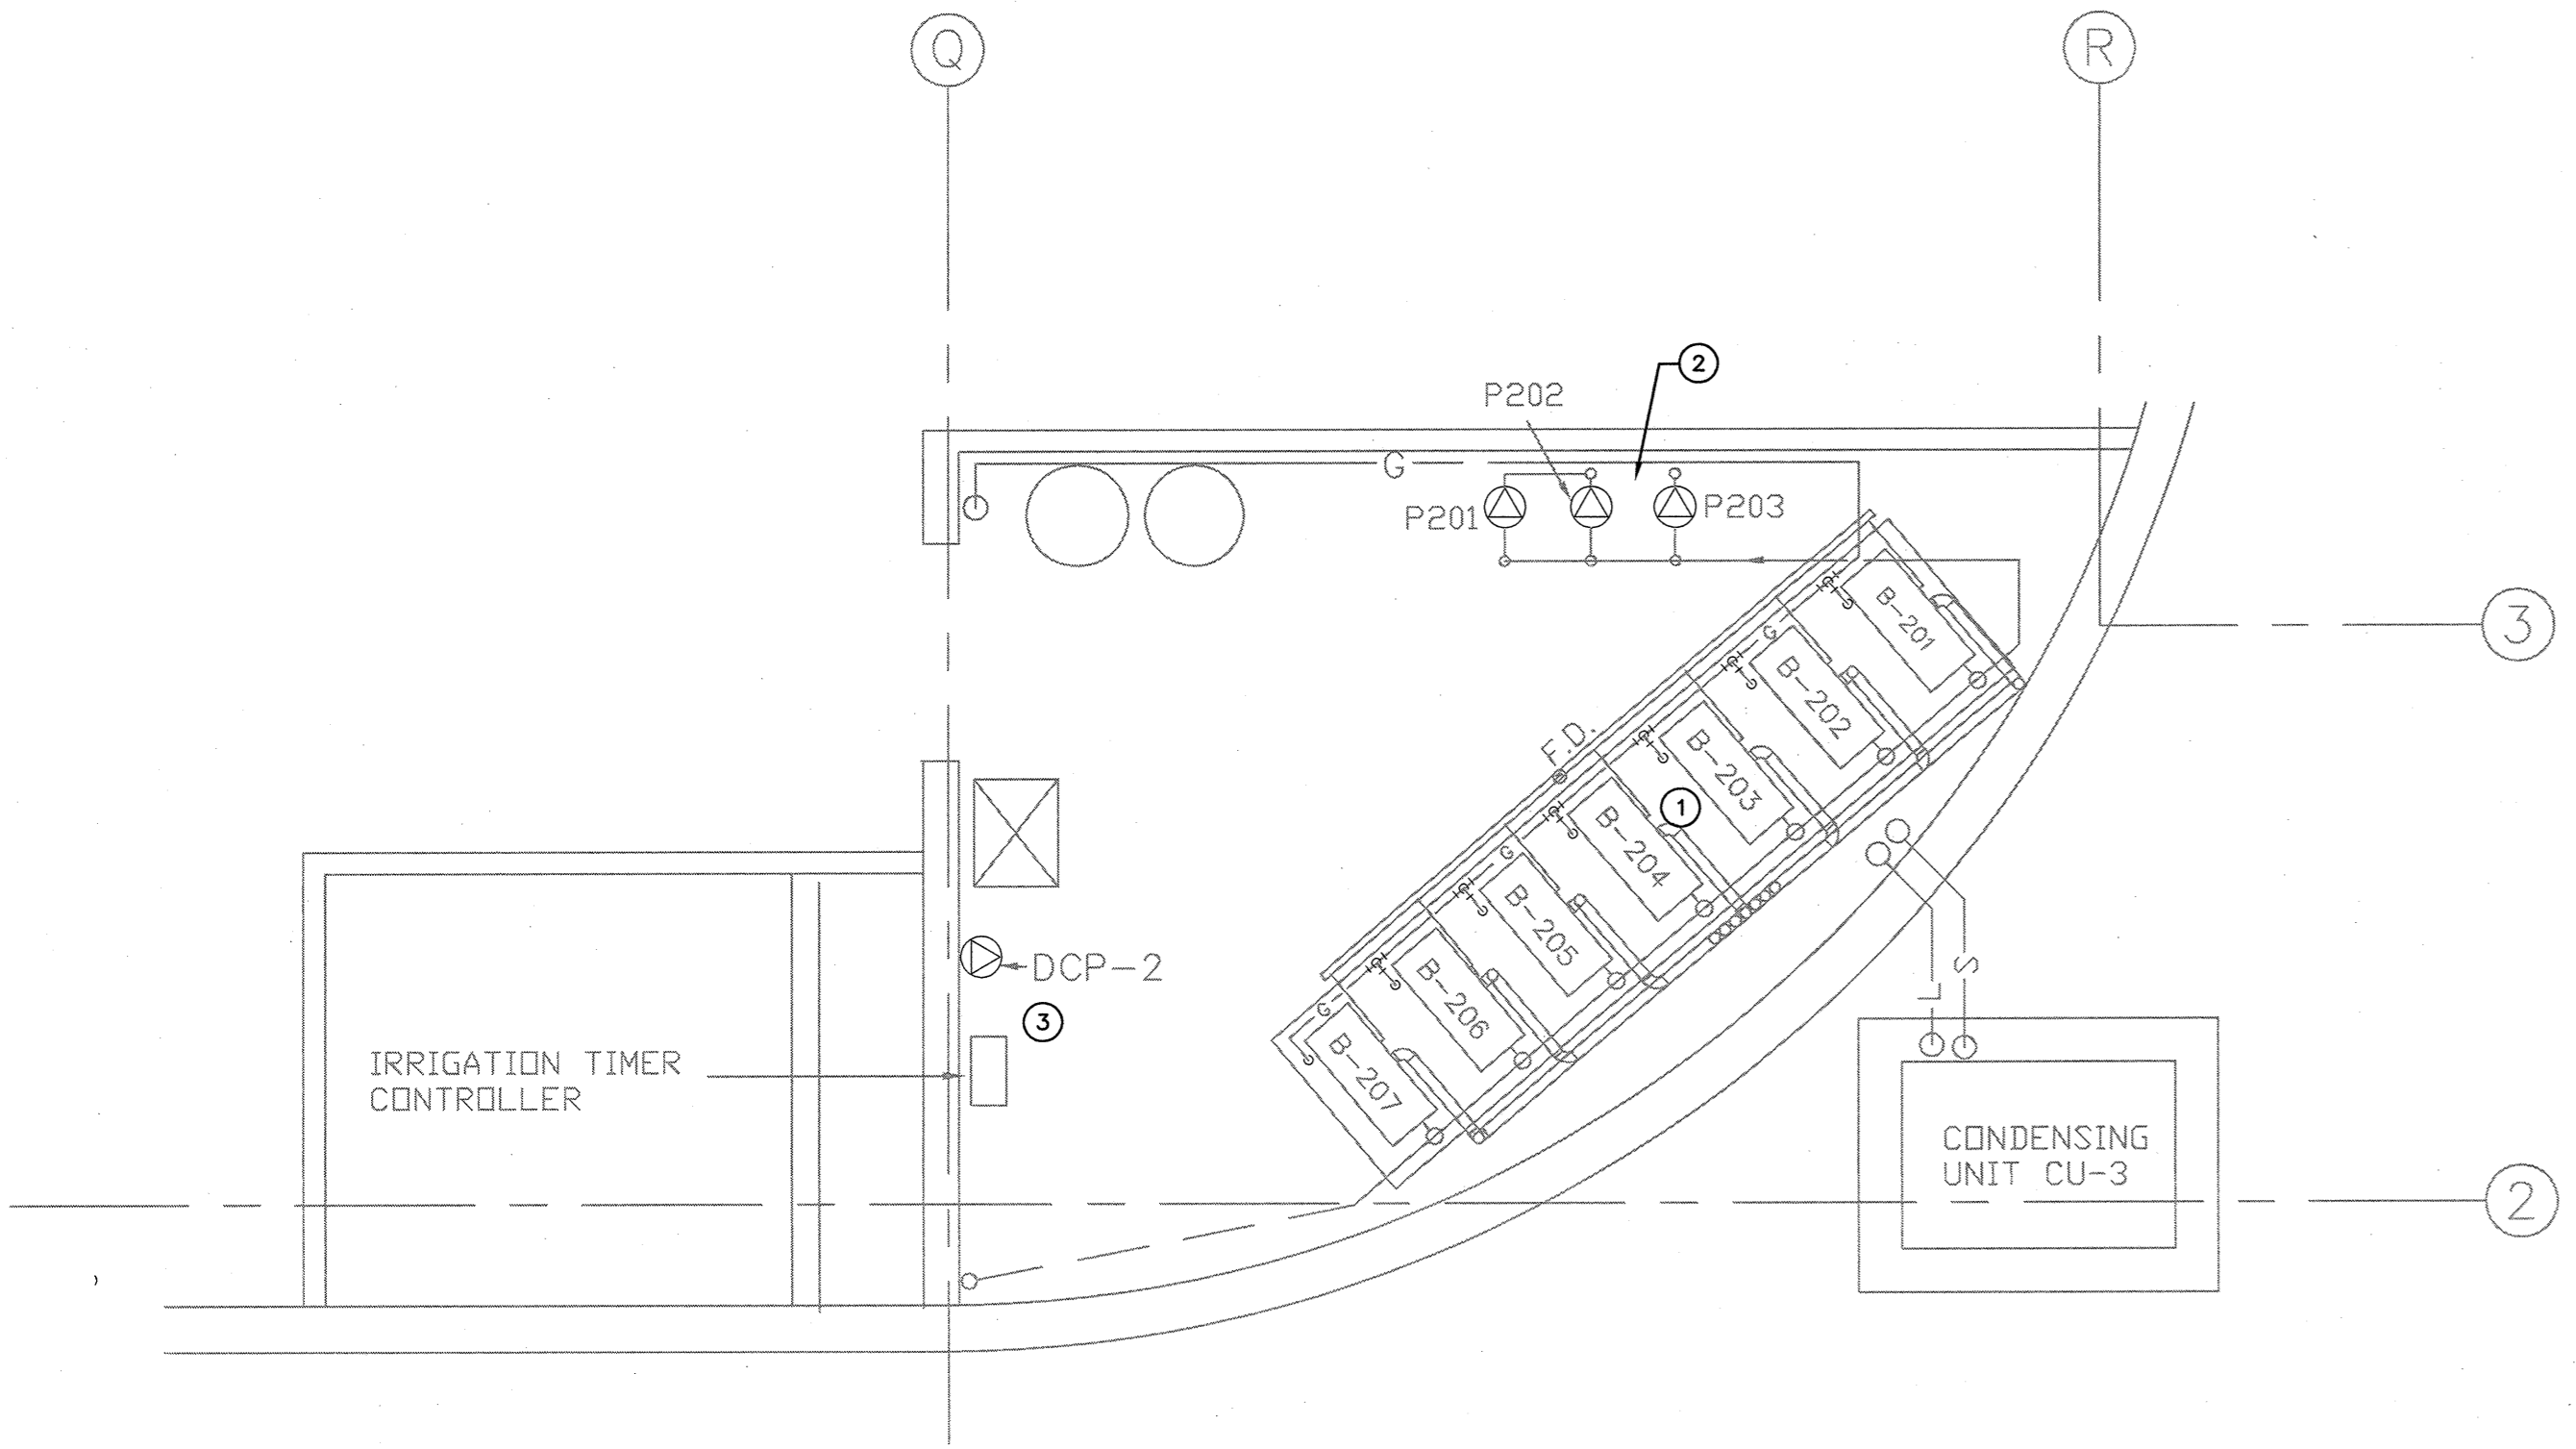 Q
R
2
P202
G
P201
P203
3
B-201
G
B-202
F.D.
B-203
1
B-204
G
B-205
DCP-2
S
L
B-206
3
G
IRRIGATION TIMER
CONTROLLER
B-207
CONDENSING
UNIT CU-3
2